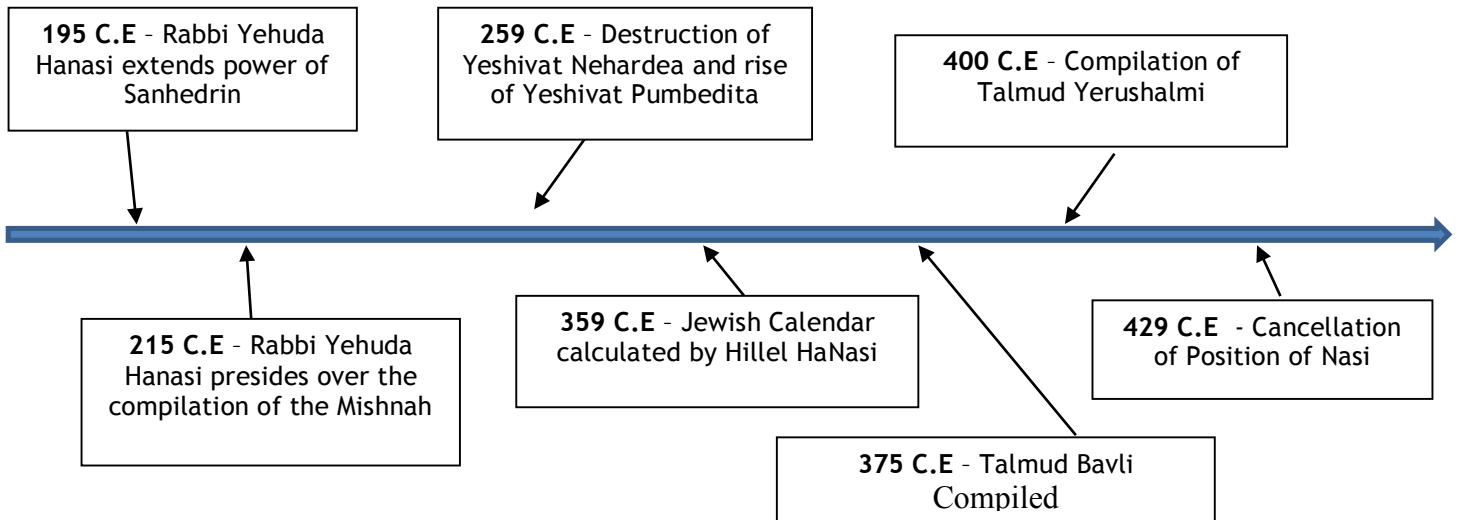 195 C.E – Rabbi Yehuda
Hanasi extends power of
Sanhedrin
259 C.E – Destruction of
Yeshivat Nehardea and rise
of Yeshivat Pumbedita
400 C.E – Compilation of
Talmud Yerushalmi
215 C.E – Rabbi Yehuda
Hanasi presides over the
compilation of the Mishnah
359 C.E – Jewish Calendar
calculated by Hillel HaNasi
429 C.E - Cancellation
of Position of Nasi
375 C.E – Talmud Bavli
Compiled